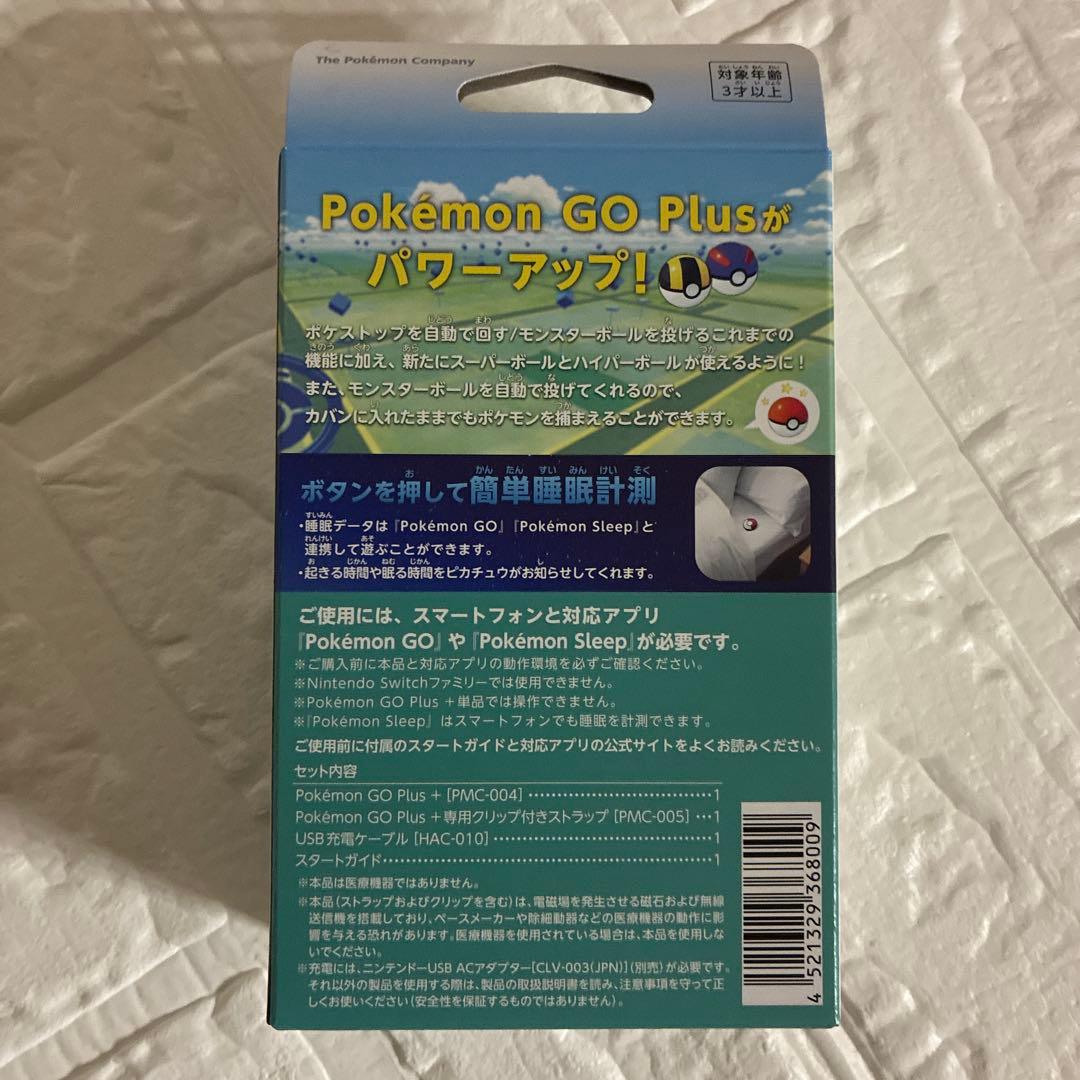 The Pokémon Company
対象年齢
3才以上
Pokémon GO Plusが
パワーアップ!
ポケストップを自動で回す/モンスターボールを投げるこれまでの
機能に加え、新たにスーパーボールとハイパーボールが使えるように!
また、モンスターボールを自動で投げてくれるので、
カバンに入れたままでもポケモンを捕まえることができます。
ボタンを押して簡単睡眠計測
・睡眠データは『Pokémon GO』『Pokémon Sleep』と
連携して遊ぶことができます。
・起きる時間や眠る時間をピカチュウがお知らせしてくれます。
ご使用には、スマートフォンと対応アプリ
『Pokémon GO』や『Pokémon Sleep』が必要です。
※ご購入前に本品と対応アプリの動作環境を必ずご確認ください。
※Nintendo Switchファミリーでは使用できません。
※Pokémon GO Plus +単品では操作できません。
※『Pokémon Sleep』はスマートフォンでも睡眠を計測できます。
ご使用前に付属のスタートガイドと対応アプリの公式サイトをよくお読みください。
セット内容
Pokémon GO Plus +[PMC-004]・・・・・・・・・・・・・・・・・・・・・・・1
Pokémon GO Plus +専用クリップ付きストラップ[PMC-005]・・・1
USB充電ケーブル[HAC-010]・・・・・・・・・・・・・・・・・・・・・・・・・・・・1
スタートガイド・・・・・・・・・・・・・・・・・・・・・・・・・・・・・・・・・・・・・・・・・1
※本品は医療機器ではありません。
※本品(ストラップおよびクリップを含む)は、電磁場を発生させる磁石および無線
送信機を搭載しており、ペースメーカーや除細動器などの医療機器の動作に影
響を与える恐れがあります。医療機器を使用されている場合は、本品を使用しな
いでください。
※充電には、ニンテンドーUSB ACアダプター[CLV-003(JPN)](別売)が必要です。
それ以外の製品を使用する際は、製品の取扱説明書を読み、注意事項を守って正
しくお使いください(安全性を保証するものではありません)。
4 521329 368009